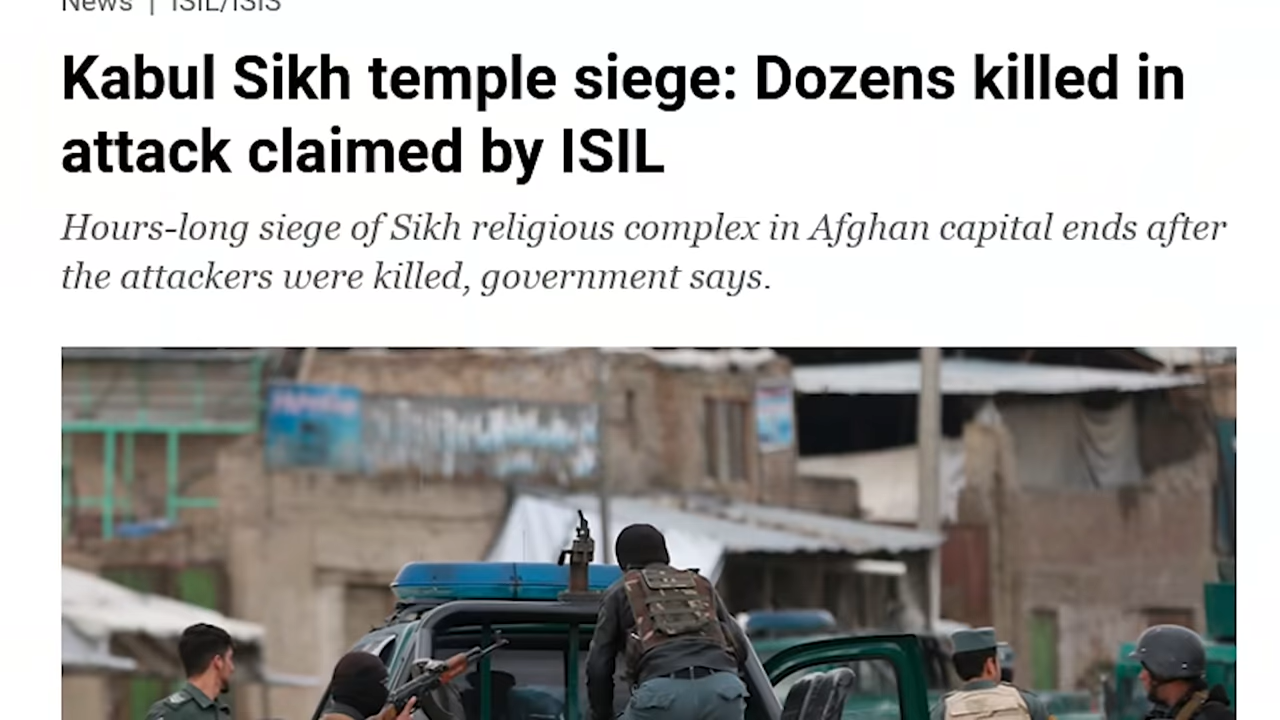 News | ISIL/ISIS
Kabul Sikh temple siege: Dozens killed in
attack claimed by ISIL
Hours-long siege of Sikh religious complex in Afghan capital ends after
the attackers were killed, government says.